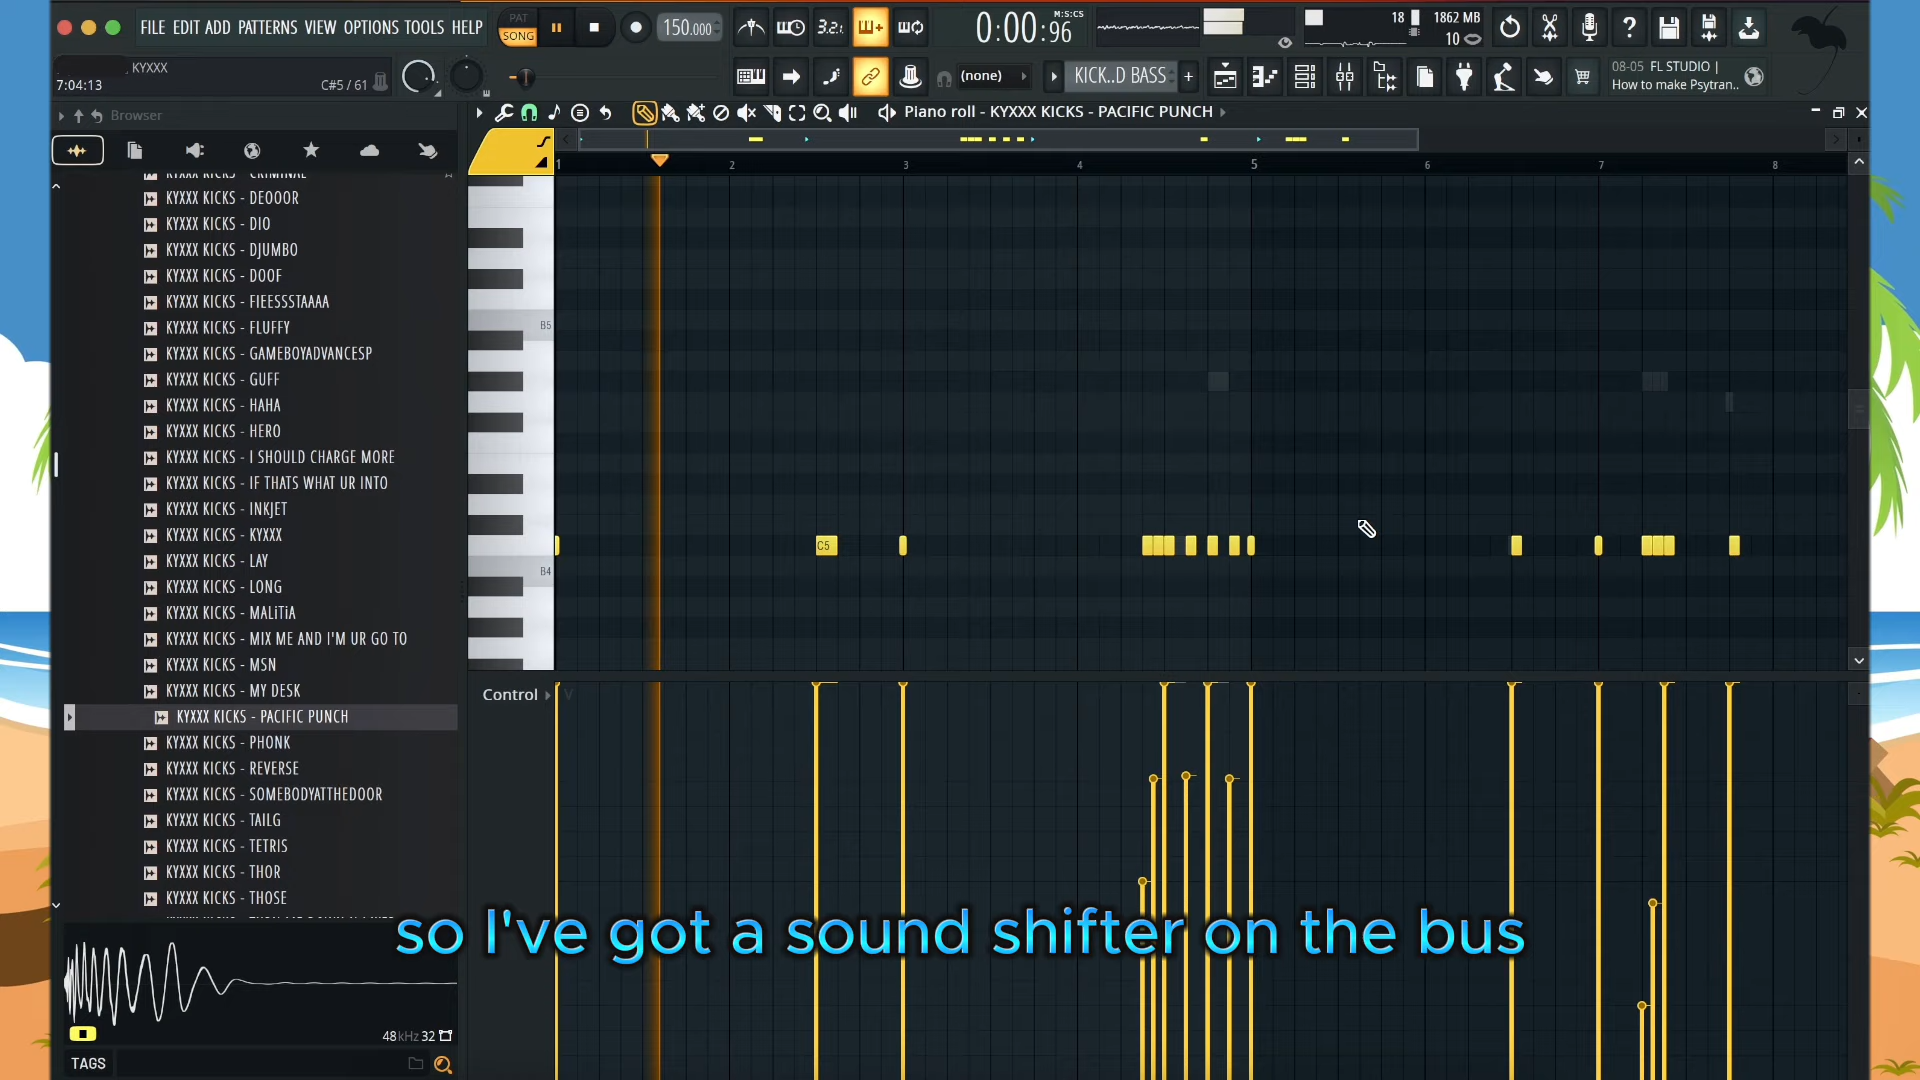 FILE EDIT ADD PATTERNS VIEW OPTIONS TOOLS HELP
PAT
SONG
150.000
3.2.
0:00:96
M:S:CS
18
1862 MB
10
KYXXX
7:04:13
C#5 / 61
(none)
KICK..D BASS
+
08-05 FL STUDIO |
How to make Psytran..
Browser
Piano roll - KYXXX KICKS - PACIFIC PUNCH
1 2 3 4 5 6 7 8
KYXXX KICKS - CRIMINAL
KYXXX KICKS - DEOOOR
KYXXX KICKS - DIO
KYXXX KICKS - DJUMBO
KYXXX KICKS - DOOF
KYXXX KICKS - FIEESSSTAAAA
KYXXX KICKS - FLUFFY
KYXXX KICKS - GAMEBOYADVANCESP
KYXXX KICKS - GUFF
KYXXX KICKS - HAHA
KYXXX KICKS - HERO
KYXXX KICKS - I SHOULD CHARGE MORE
KYXXX KICKS - IF THATS WHAT UR INTO
KYXXX KICKS - INKJET
KYXXX KICKS - KYXXX
KYXXX KICKS - LAY
KYXXX KICKS - LONG
KYXXX KICKS - MALiTiA
KYXXX KICKS - MIX ME AND I'M UR GO TO
KYXXX KICKS - MSN
KYXXX KICKS - MY DESK
KYXXX KICKS - PACIFIC PUNCH
KYXXX KICKS - PHONK
KYXXX KICKS - REVERSE
KYXXX KICKS - SOMEBODYATTHEDOOR
KYXXX KICKS - TAILG
KYXXX KICKS - TETRIS
KYXXX KICKS - THOR
KYXXX KICKS - THOSE
B5
C5
B4
Control
so I've got a sound shifter on the bus
48kHz 32
TAGS